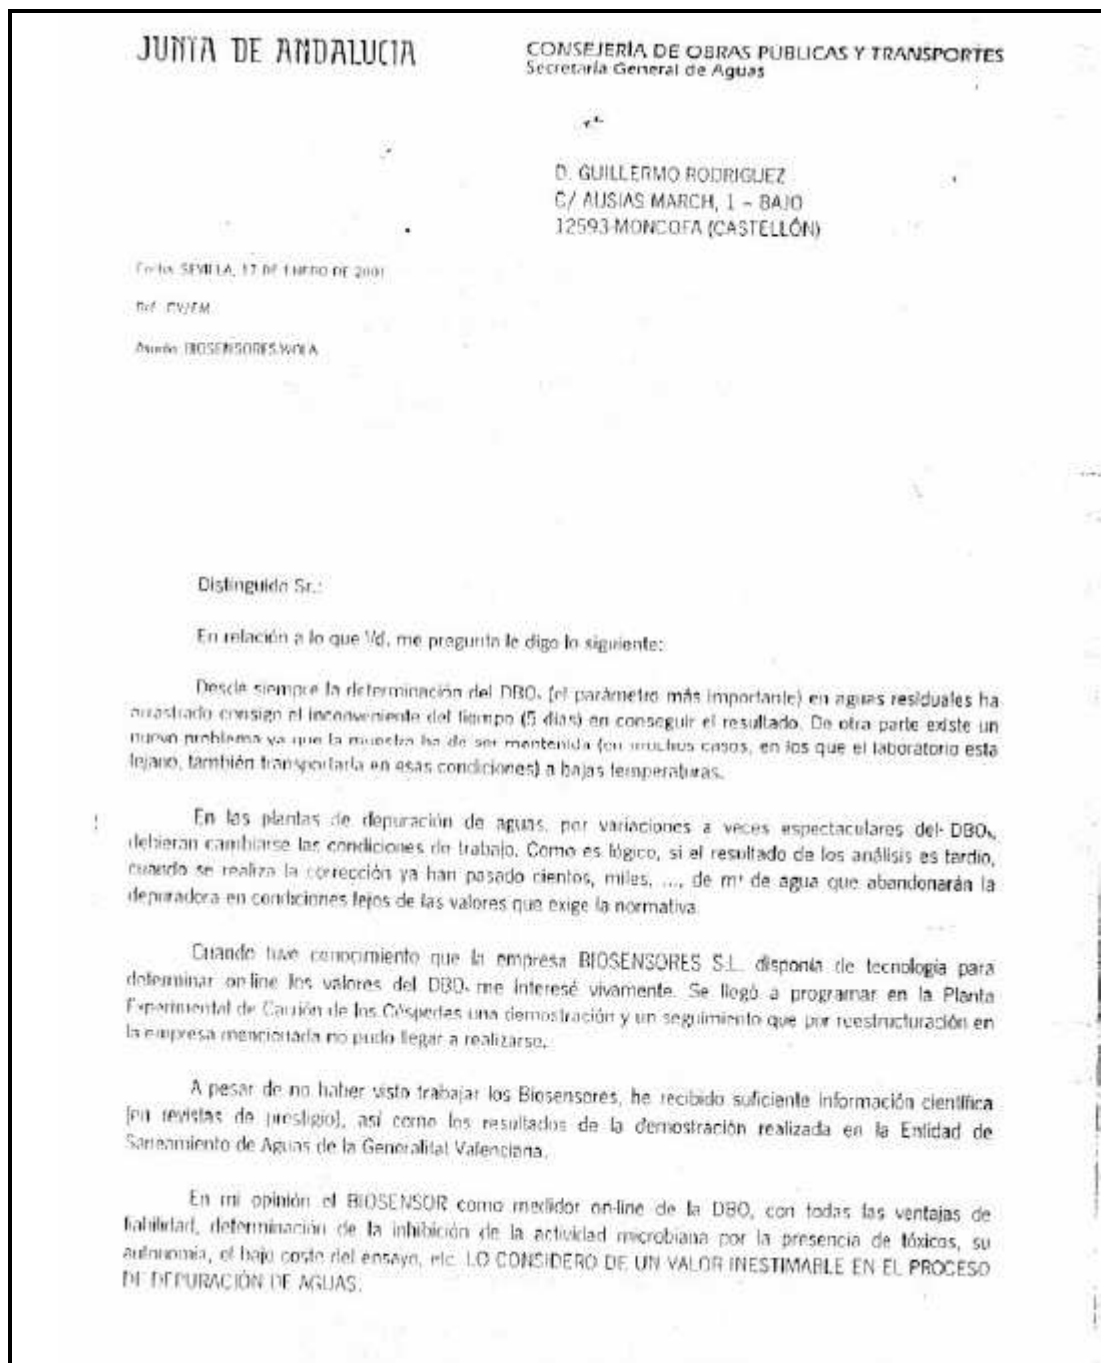 JUNTA DE ANDALUCIA
CONSEJERÍA DE OBRAS PÚBLICAS Y TRANSPORTES
Secretaría General de Aguas
D. GUILLERMO RODRIGUEZ
C/ AUSIAS MARCH, 1 – BAJO
12593-MONCOFA (CASTELLÓN)
Fecha: SEVILLA, 17 DE ENERO DE 2001
Ref.:
Asunto: BIOSENSORES
Distinguido Sr.:
En relación a lo que Vd. me pregunta le digo lo siguiente:
Desde siempre la determinación del DBO₅ (el parámetro más importante) en aguas residuales ha
arrastrado consigo el inconveniente del tiempo (5 días) en conseguir el resultado. De otra parte existe un
nuevo problema ya que la muestra ha de ser mantenida (en muchos casos, en los que el laboratorio esta
lejano, también transportarla en esas condiciones) a bajas temperaturas.
En las plantas de depuración de aguas, por variaciones a veces espectaculares del DBO₅,
debieran cambiarse las condiciones de trabajo. Como es lógico, si el resultado de los análisis es tardío,
cuando se realiza la corrección ya han pasado cientos, miles, ..., de m³ de agua que abandonarán la
depuradora en condiciones lejos de las valores que exige la normativa.
Cuando tuve conocimiento que la empresa BIOSENSORES S.L. disponía de tecnología para
determinar on-line los valores del DBO₅ me interesé vivamente. Se llegó a programar en la Planta
Experimental de Carrión de los Céspedes una demostración y un seguimiento que por reestructuración en
la empresa mencionada no pudo llegar a realizarse.
A pesar de no haber visto trabajar los Biosensores, he recibido suficiente información científica
(en revistas de prestigio), así como los resultados de la demostración realizada en la Entidad de
Saneamiento de Aguas de la Generalitat Valenciana.
En mi opinión el BIOSENSOR como medidor on-line de la DBO, con todas las ventajas de
fiabilidad, determinación de la inhibición de la actividad microbiana por la presencia de tóxicos, su
autonomía, el bajo coste del ensayo, etc. LO CONSIDERO DE UN VALOR INESTIMABLE EN EL PROCESO
DE DEPURACIÓN DE AGUAS.